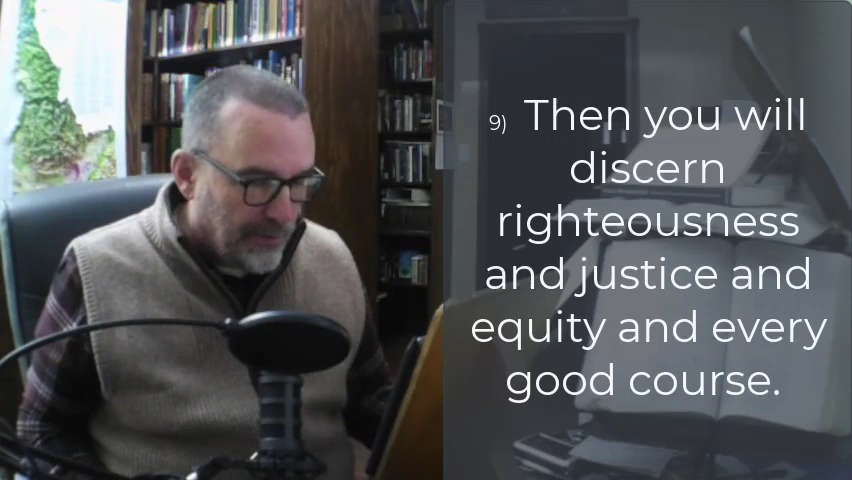 9) Then you will
discern
righteousness
and justice and
equity and every
good course.